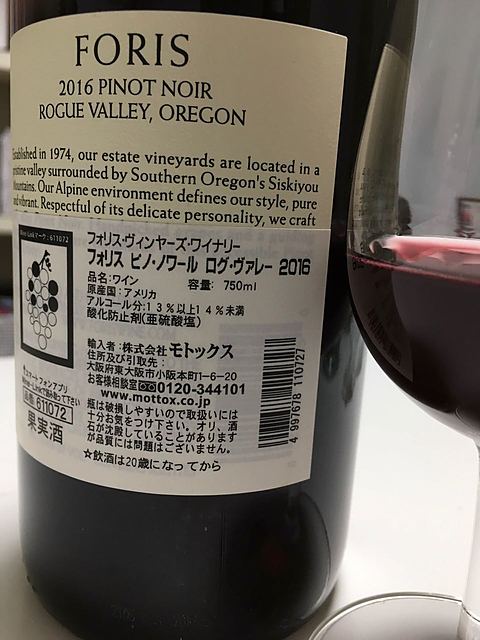 FORIS
2016 PINOT NOIR
ROGUE VALLEY, OREGON
Established in 1974, our estate vineyards are located in a
pristine valley surrounded by Southern Oregon's Siskiyou
Mountains. Our Alpine environment defines our style, pure
and vibrant. Respectful of its delicate personality, we craft
フォリス・ヴィンヤーズ・ワイナリー
フォリス ピノ・ノワール ログ・ヴァレー 2016
品名:ワイン 容量: 750ml
原産国:アメリカ
アルコール分:13%以上14%未満
酸化防止剤(亜硫酸塩)
輸入者:株式会社モトックス
住所及び引取先:
大阪府東大阪市小阪本町1-6-20
お客様相談室 0120-344101
www.mottox.co.jp
瓶は破損しやすいので取扱いには
十分お気をつけ下さい。オリ、酒
石が沈殿していることがあります
が品質には問題はございません。
☆飲酒は20歳になってから
611072
果実酒
4 997678 110727